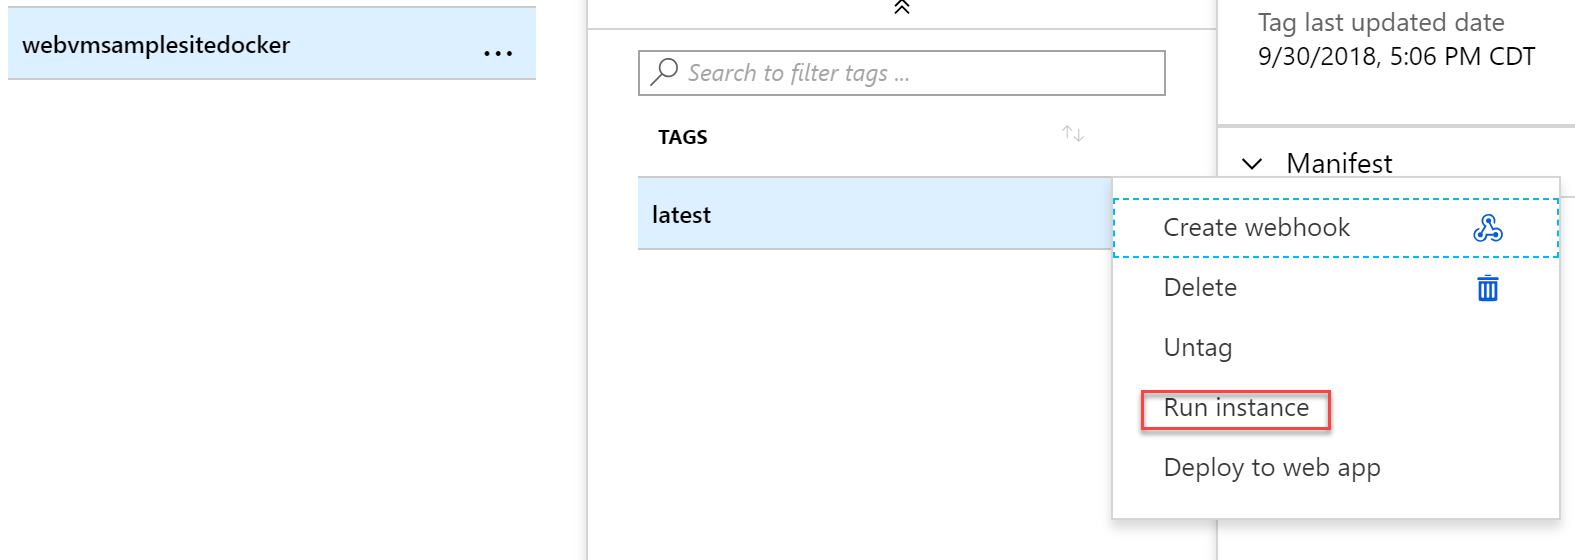 webvmsamplesitedocker
...
Search to filter tags ...
TAGS
latest
Tag last updated date
9/30/2018, 5:06 PM CDT
Manifest
Create webhook
Delete
Untag
Run instance
Deploy to web app